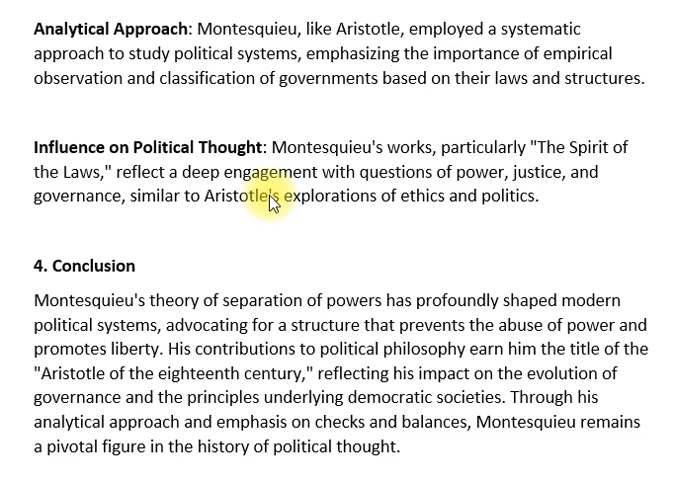 Analytical Approach: Montesquieu, like Aristotle, employed a systematic
approach to study political systems, emphasizing the importance of empirical
observation and classification of governments based on their laws and structures.
Influence on Political Thought: Montesquieu's works, particularly "The Spirit of
the Laws," reflect a deep engagement with questions of power, justice, and
governance, similar to Aristotle's explorations of ethics and politics.
4. Conclusion
Montesquieu's theory of separation of powers has profoundly shaped modern
political systems, advocating for a structure that prevents the abuse of power and
promotes liberty. His contributions to political philosophy earn him the title of the
"Aristotle of the eighteenth century," reflecting his impact on the evolution of
governance and the principles underlying democratic societies. Through his
analytical approach and emphasis on checks and balances, Montesquieu remains
a pivotal figure in the history of political thought.